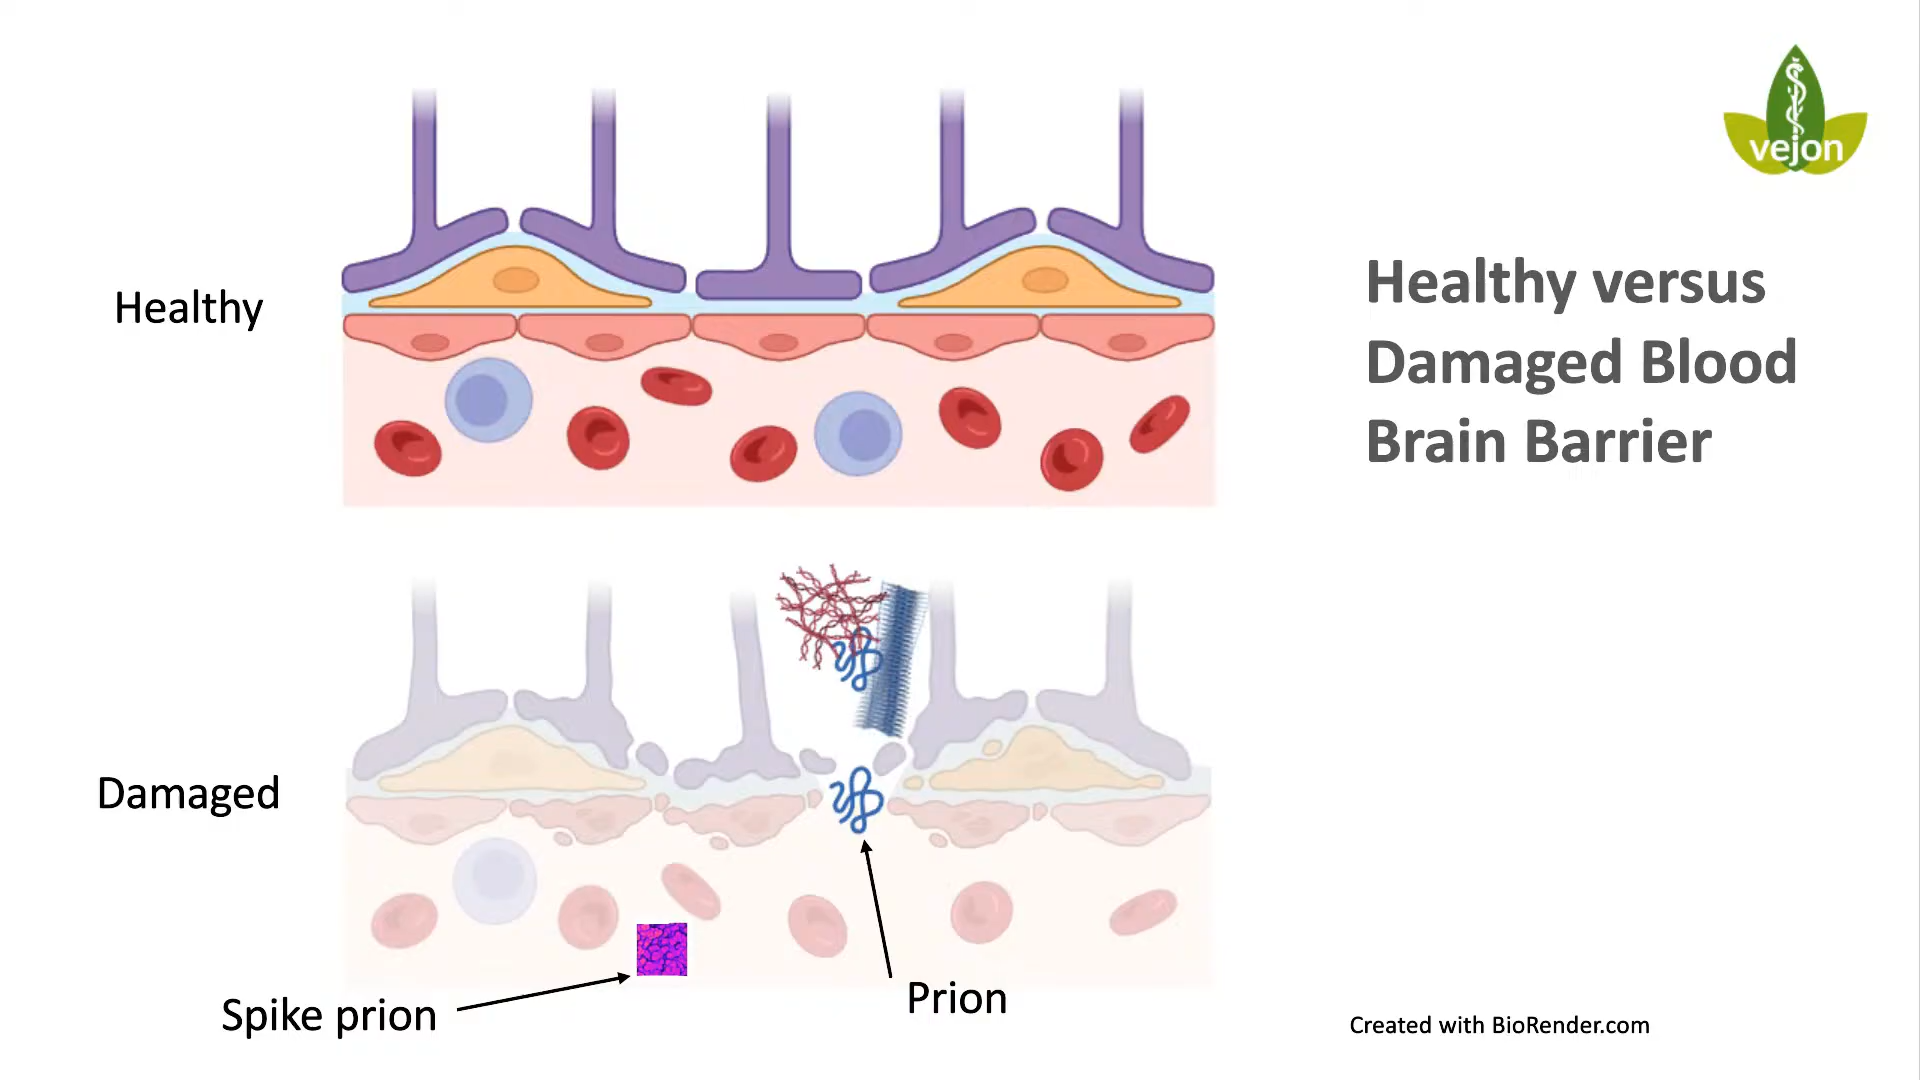 vejon
Healthy
Healthy versus
Damaged Blood
Brain Barrier
Damaged
Spike prion
Prion
Created with BioRender.com